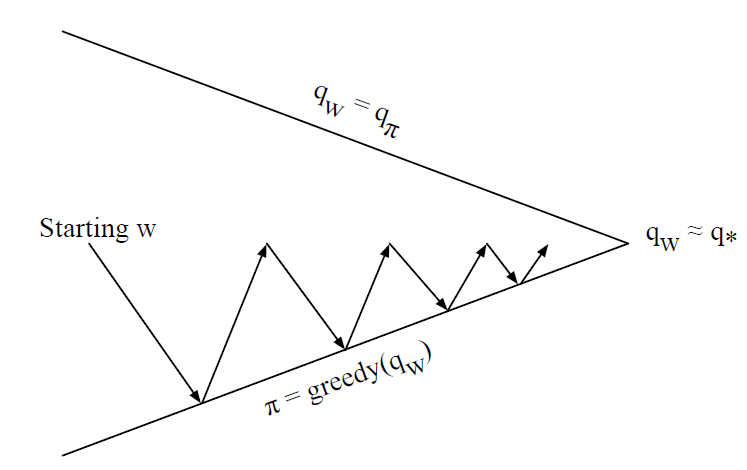 q_w = q_π
Starting w
q_w ≈ q_*
π = greedy(q_w)